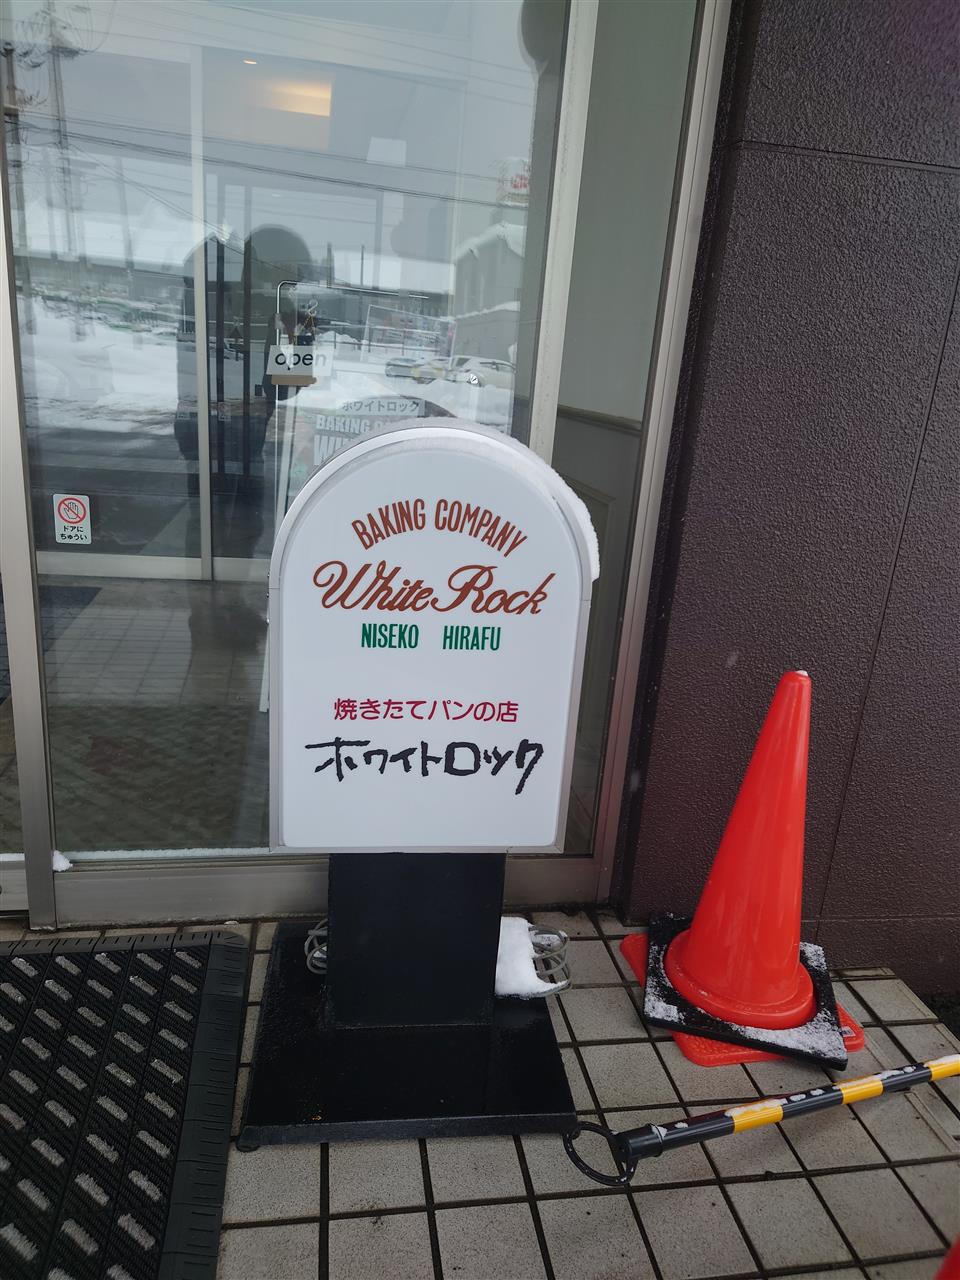 open
ホワイトロック
BAKING
ドアに
ちゅうい
BAKING COMPANY
White Rock
NISEKO HIRAFU
焼きたてパンの店
ホワイトロック